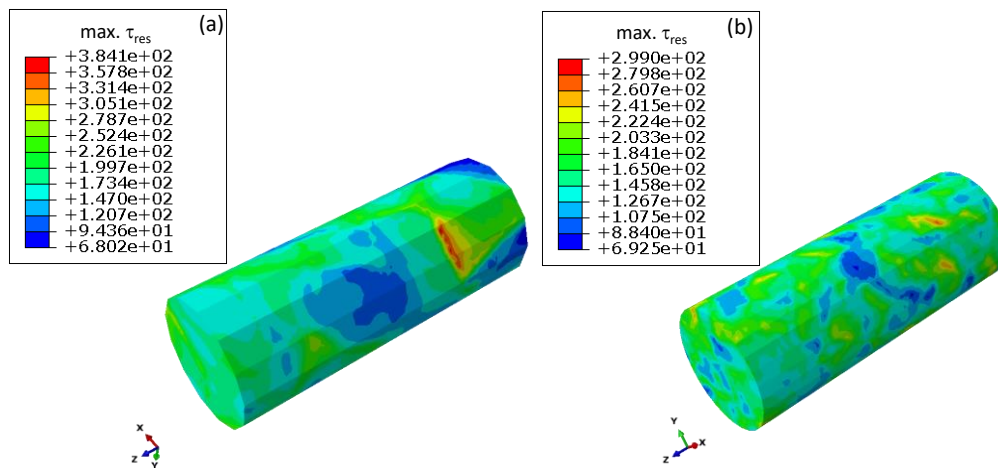 (a)
max. τres
+3.841e+02
+3.578e+02
+3.314e+02
+3.051e+02
+2.787e+02
+2.524e+02
+2.261e+02
+1.997e+02
+1.734e+02
+1.470e+02
+1.207e+02
+9.436e+01
+6.802e+01
X
Z
Y
(b)
max. τres
+2.990e+02
+2.798e+02
+2.607e+02
+2.415e+02
+2.224e+02
+2.033e+02
+1.841e+02
+1.650e+02
+1.458e+02
+1.267e+02
+1.075e+02
+8.840e+01
+6.925e+01
Y
X
Z